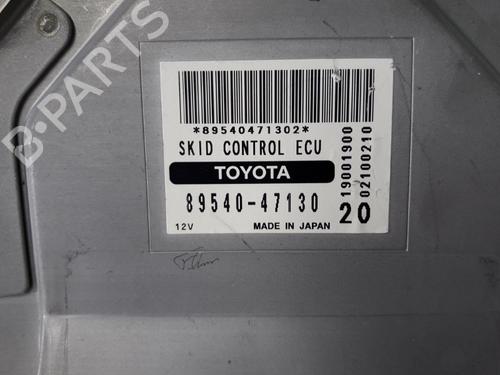 B-PARTS
*89540471302*
SKID CONTROL ECU
TOYOTA
89540-47130
20
12V
MADE IN JAPAN
19001900
02100210